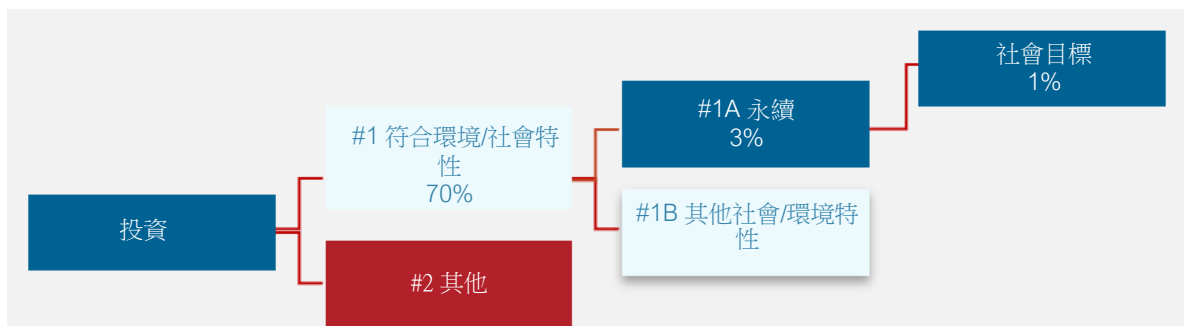 社會目標
1%
#1A 永續
3%
#1 符合環境/社會特
性
70%
#1B 其他社會/環境特
性
投資
#2 其他